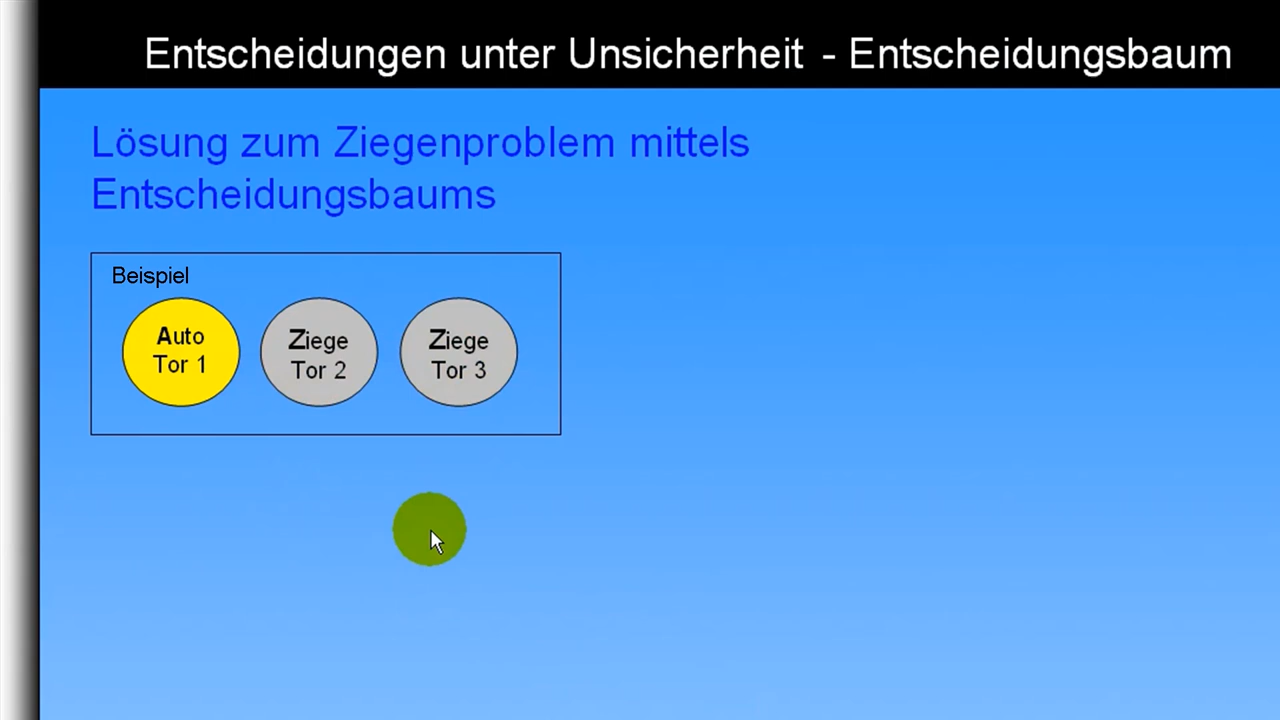 Entscheidungen unter Unsicherheit - Entscheidungsbaum
Lösung zum Ziegenproblem mittels
Entscheidungsbaums
Beispiel
Auto
Tor 1
Ziege
Tor 2
Ziege
Tor 3